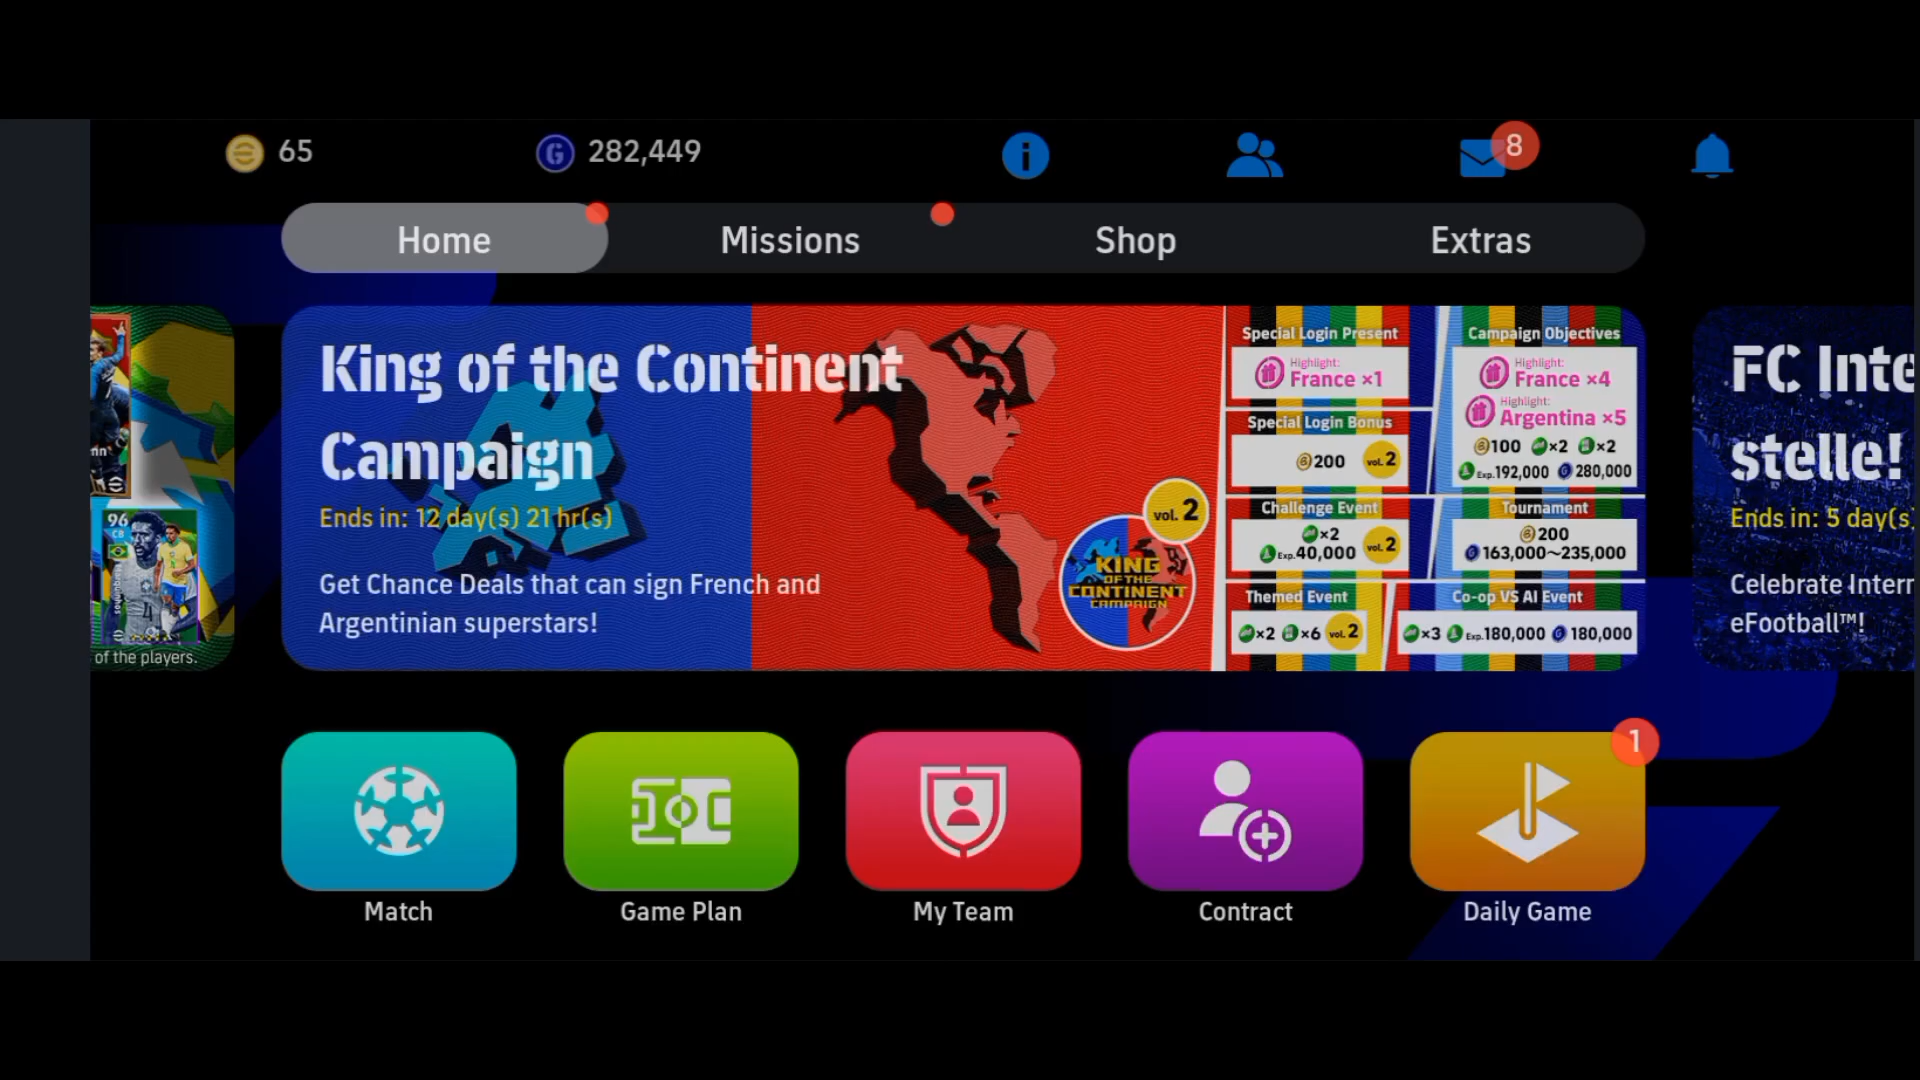 65
282,449
8
Home
Missions
Shop
Extras
96
CB
Marquinhos
of the players.
King of the Continent
Campaign
Ends in: 12 day(s) 21 hr(s)
Get Chance Deals that can sign French and
Argentinian superstars!
vol. 2
KING
OF THE
CONTINENT
CAMPAIGN
Special Login Present
Highlight:
France ×1
Special Login Bonus
200
vol. 2
Challenge Event
×2
Exp.40,000
vol. 2
Themed Event
×2 ×6 vol. 2
Campaign Objectives
Highlight:
France ×4
Highlight:
Argentina ×5
100 ×2 ×2
Exp.192,000 280,000
Tournament
200
163,000~235,000
Co-op VS AI Event
×3 Exp.180,000 180,000
FC Inte
stelle!
Ends in: 5 day(s)
Celebrate Intern
eFootball™!
1
Match
Game Plan
My Team
Contract
Daily Game